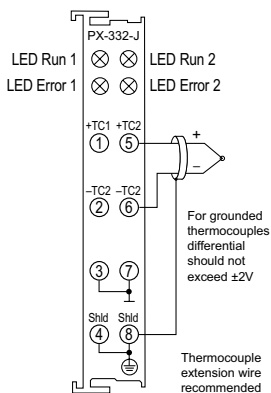 PX-332-J
LED Run 1 LED Run 2
LED Error 1 LED Error 2
+TC1 +TC2
1 5
+
–TC2 –TC2
2 6
–
For grounded
thermocouples
differential
should not
exceed ±2V
3 7
Shld Shld
4 8
Thermocouple
extension wire
recommended